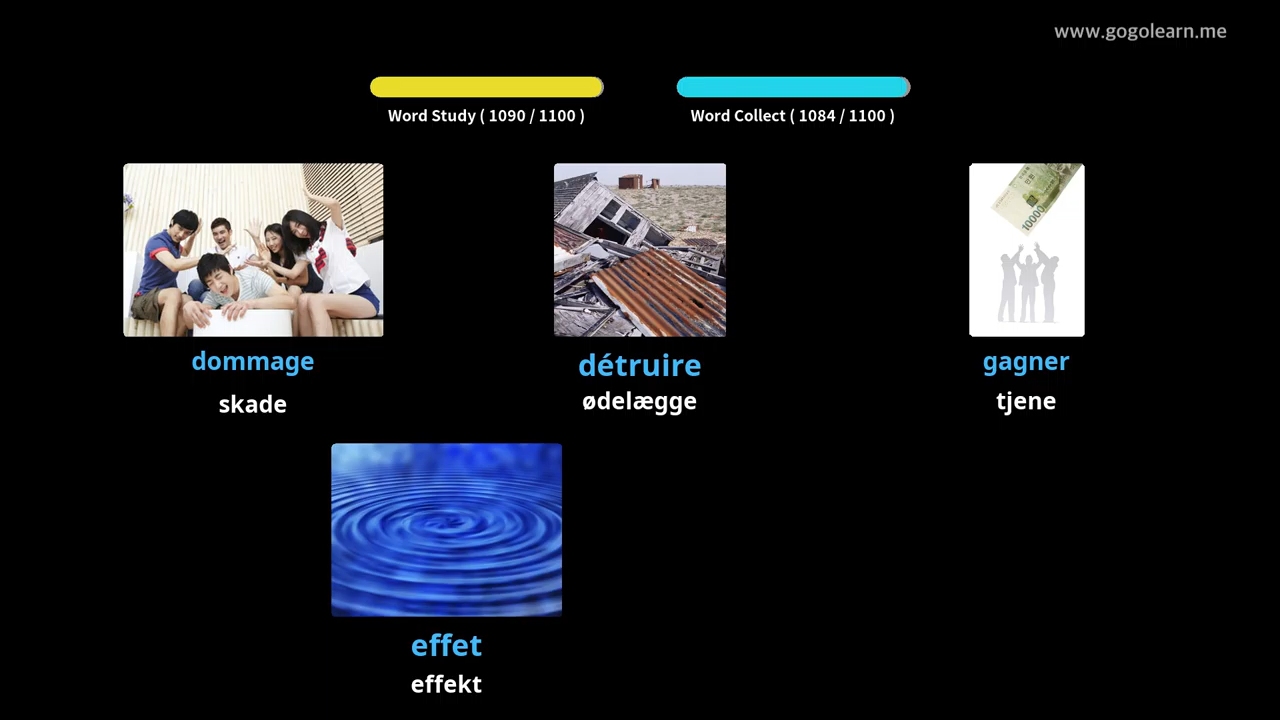 www.gogolearn.me
Word Study ( 1090 / 1100 )
Word Collect ( 1084 / 1100 )
10000
dommage
skade
détruire
ødelægge
gagner
tjene
effet
effekt